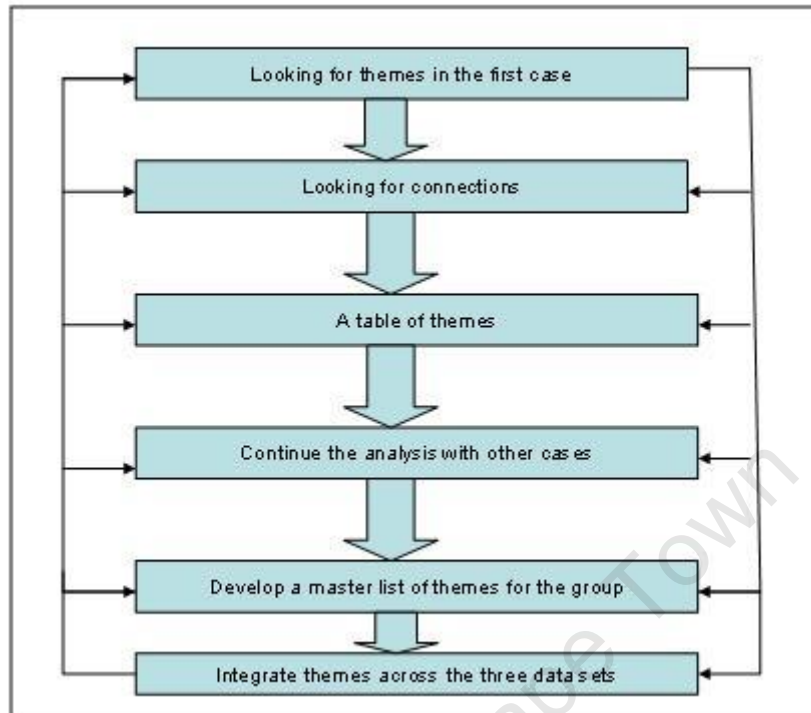 Looking for themes in the first case
Looking for connections
A table of themes
Continue the analysis with other cases
Develop a master list of themes for the group
Integrate themes across the three data sets
Town